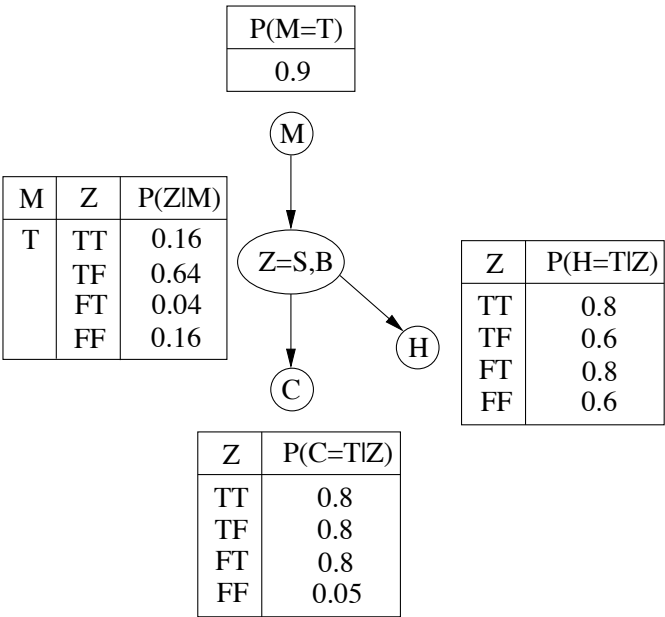 P(M=T)
0.9
M
M Z P(Z|M)
T TT 0.16
TF 0.64
FT 0.04
FF 0.16
Z=S,B
Z P(H=T|Z)
TT 0.8
TF 0.6
FT 0.8
FF 0.6
H
C
Z P(C=T|Z)
TT 0.8
TF 0.8
FT 0.8
FF 0.05